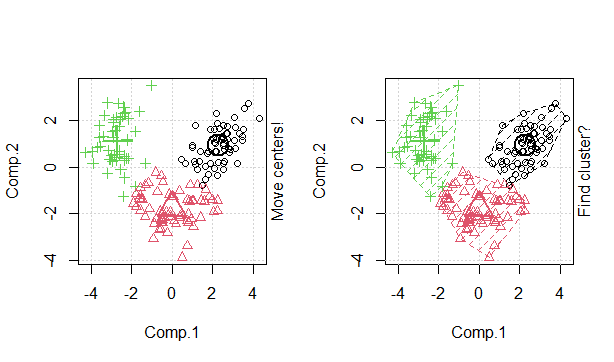 Comp.2
2
0
-2
-4
-4 -2 0 2 4
Comp.1
Move centers!
Comp.2
2
0
-2
-4
-4 -2 0 2 4
Comp.1
Find cluster?